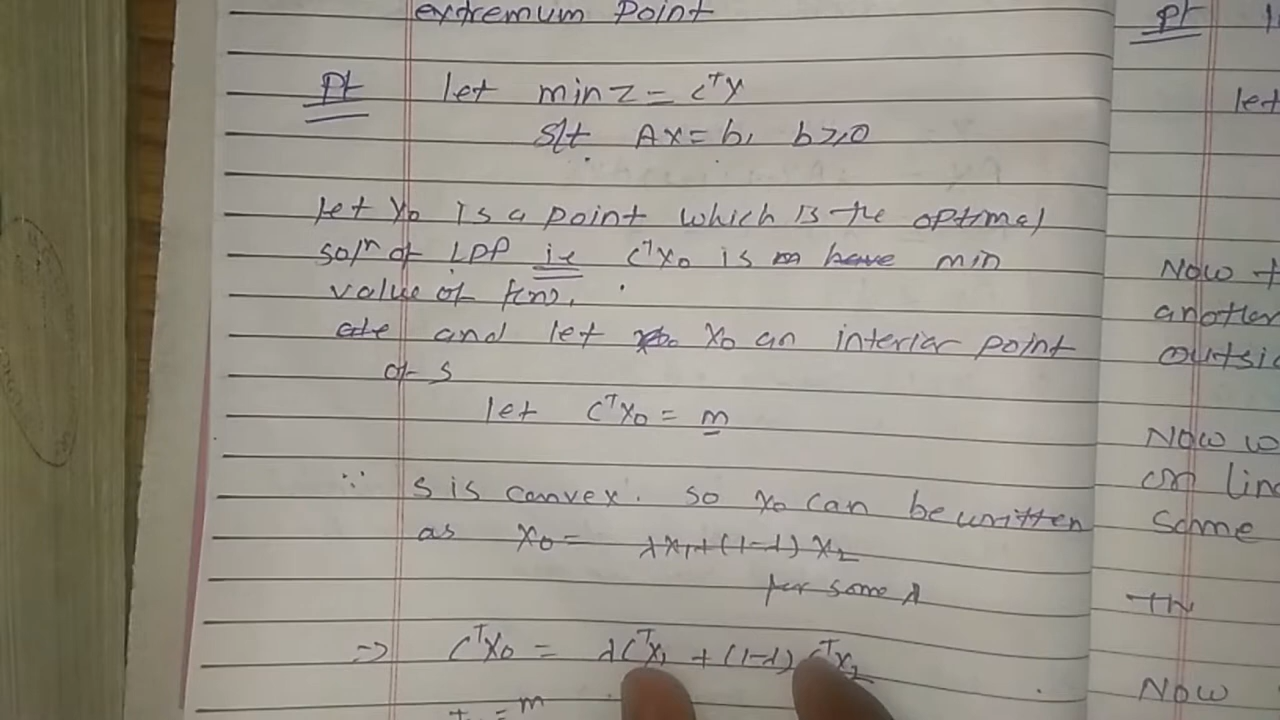 extremum Point
Pf let min z = cᵀX
S/t AX = b, b ≥ 0
let X₀ is a point which is the optimal
solⁿ of LPP ie CᵀX₀ is min
value of f(x).
and let X₀ an interior point
of S
let CᵀX₀ = m
∵ S is convex. so X₀ can be written
as X₀ = λX₁ + (1-λ) X₂
for some λ
⇒ CᵀX₀ = λCᵀX₁ + (1-λ) CᵀX₂
= m
Pf
let
Now
another
outsi
Now w
on lin
some
Now